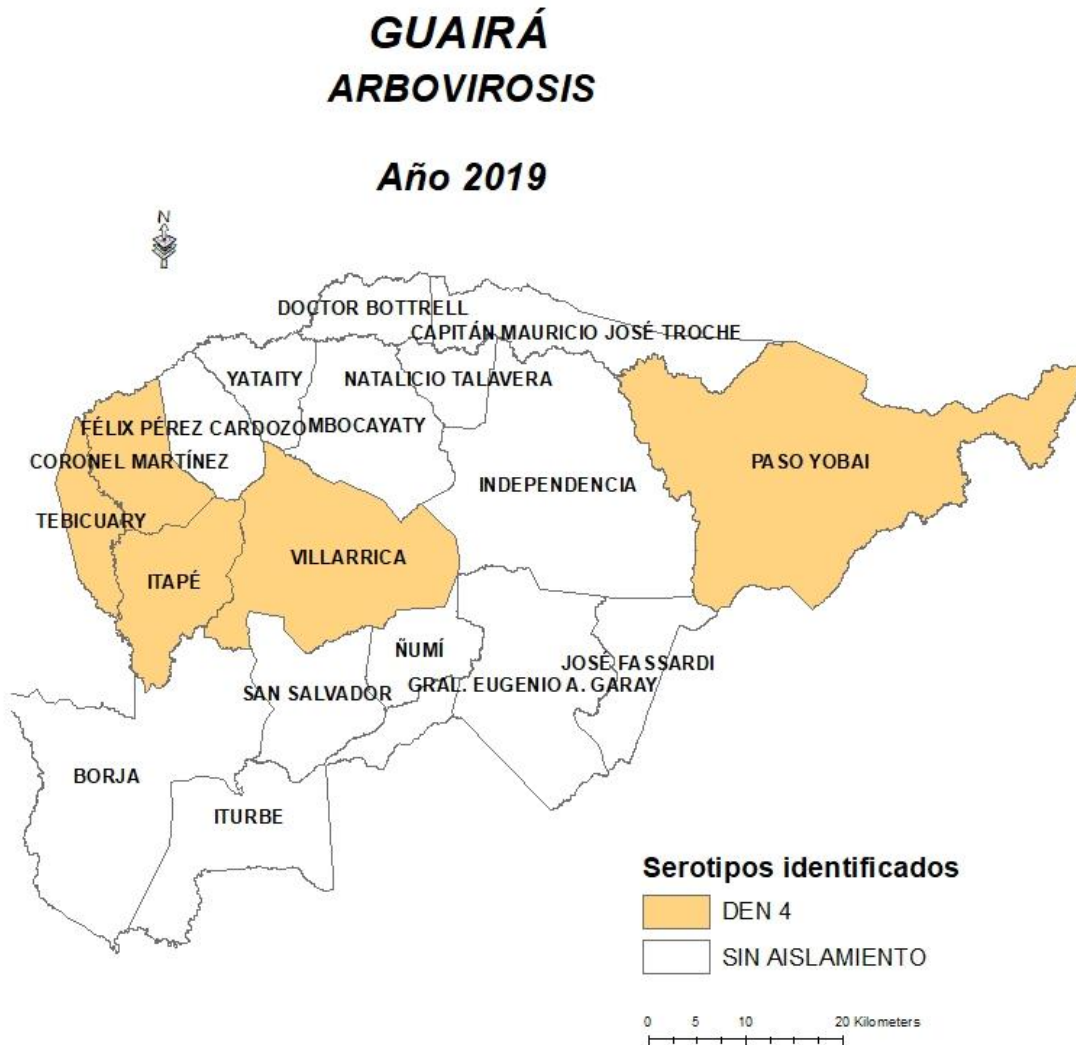 GUAIRÁ
ARBOVIROSIS
Año 2019
N
DOCTOR BOTTRELL
CAPITÁN MAURICIO JOSÉ TROCHE
YATAITY
NATALICIO TALAVERA
FÉLIX PÉREZ CARDOZO
MBOCAYATY
CORONEL MARTÍNEZ
PASO YOBAI
INDEPENDENCIA
TEBICUARY
VILLARRICA
ITAPÉ
ÑUMÍ
JOSÉ FASSARDI
GRAL. EUGENIO A. GARAY
SAN SALVADOR
BORJA
ITURBE
Serotipos identificados
DEN 4
SIN AISLAMIENTO
0 5 10 20 Kilometers